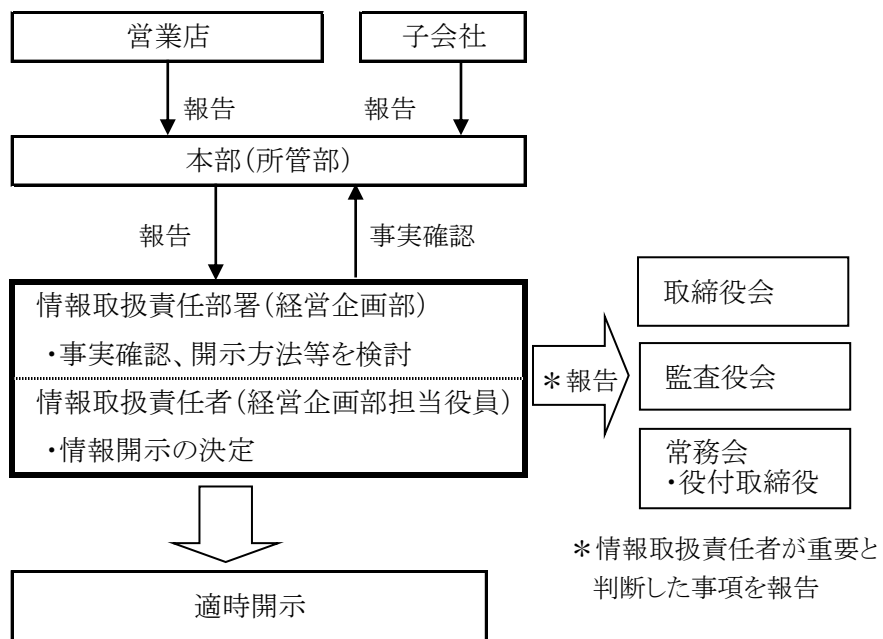 営業店
子会社
報告
報告
本部(所管部)
報告
事実確認
情報取扱責任部署(経営企画部)
・事実確認、開示方法等を検討
情報取扱責任者(経営企画部担当役員)
・情報開示の決定
＊報告
取締役会
監査役会
常務会
・役付取締役
＊情報取扱責任者が重要と
判断した事項を報告
適時開示